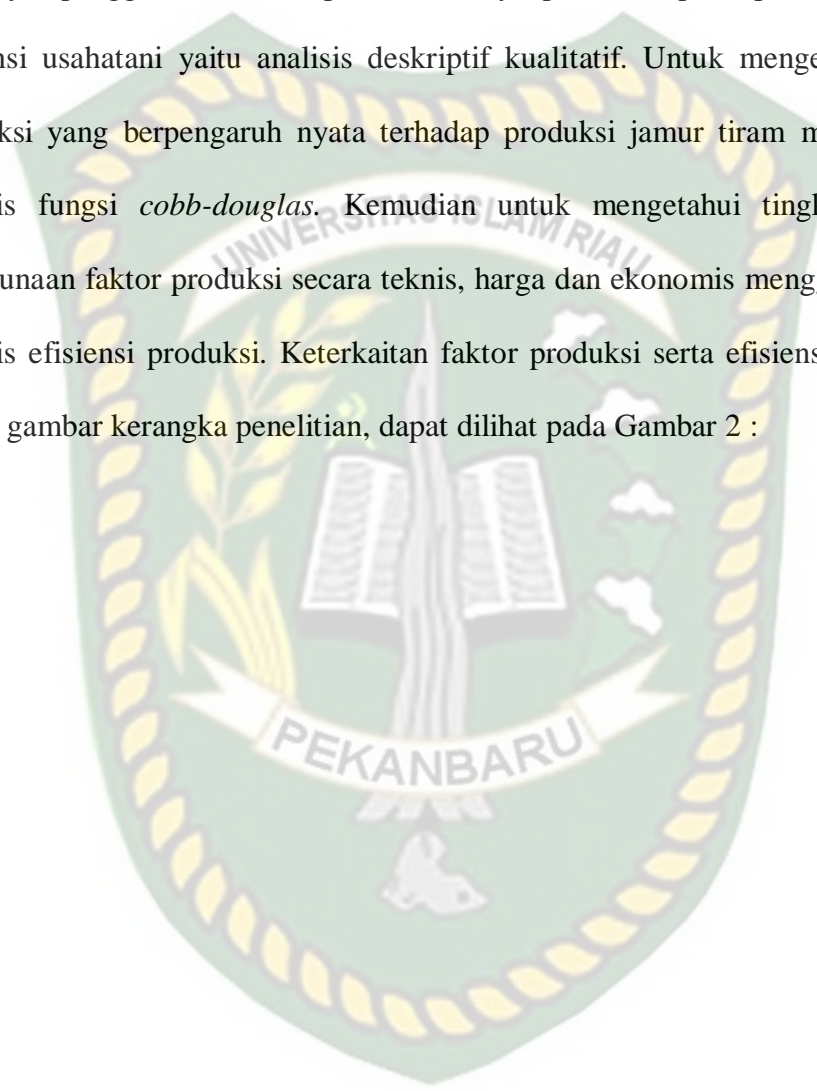 nsi usahatani yaitu analisis deskriptif kualitatif. Untuk menge
ksi yang berpengaruh nyata terhadap produksi jamur tiram m
is fungsi cobb-douglas. Kemudian untuk mengetahui tingl
UNIVERSITAS ISLAM RIAU
unaan faktor produksi secara teknis, harga dan ekonomis mengg
is efisiensi produksi. Keterkaitan faktor produksi serta efisiens
gambar kerangka penelitian, dapat dilihat pada Gambar 2 :
PEKANBARU